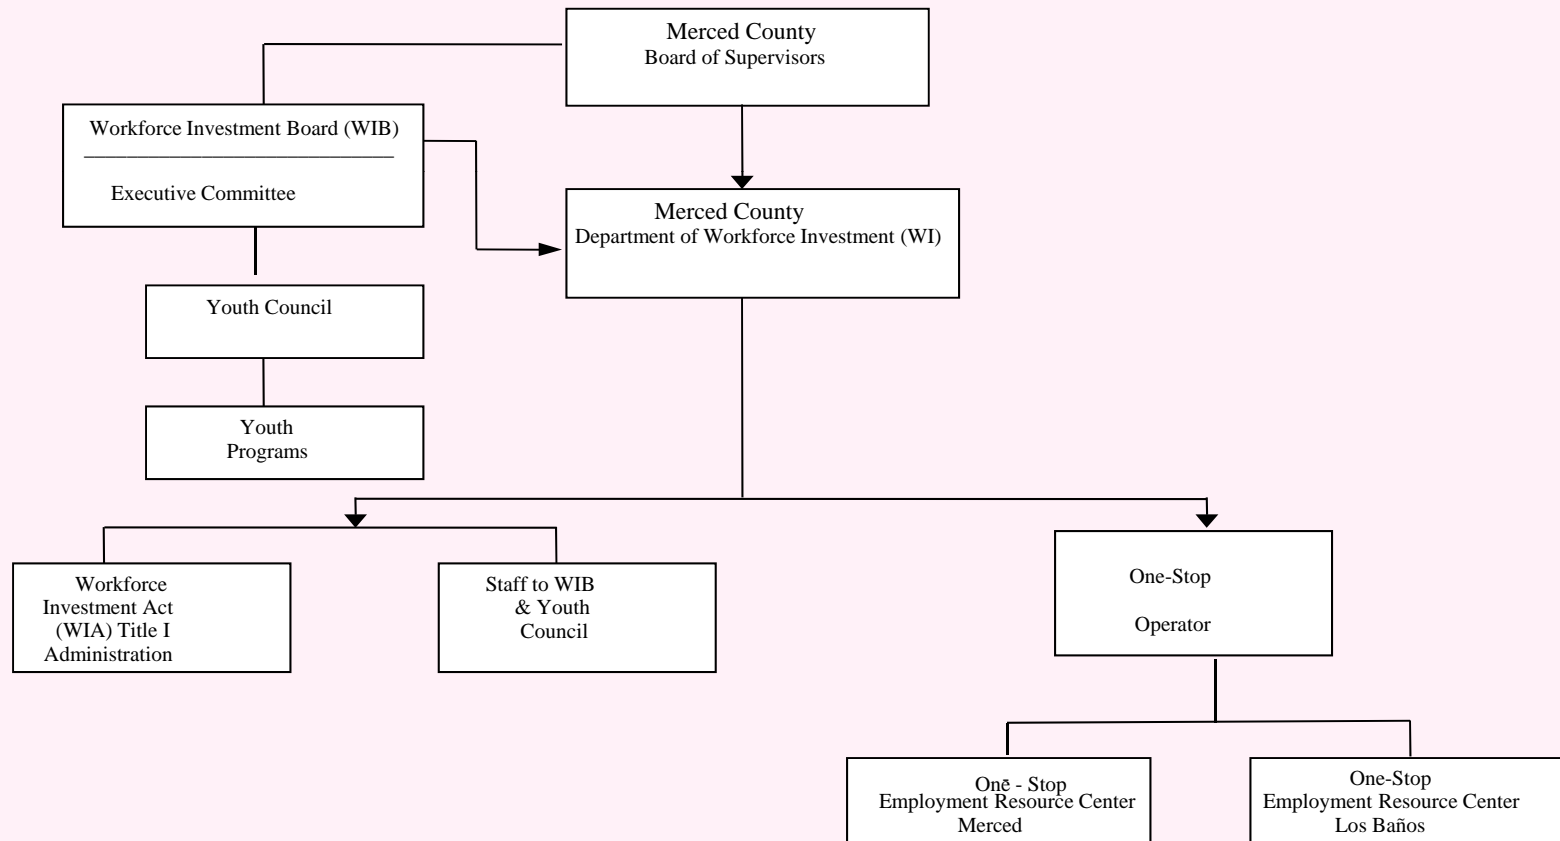 Merced County
Board of Supervisors
Workforce Investment Board (WIB)
Executive Committee
Merced County
Department of Workforce Investment (WI)
Youth Council
Youth
Programs
Workforce
Investment Act
(WIA) Title I
Administration
Staff to WIB
& Youth
Council
One-Stop
Operator
One - Stop
Employment Resource Center
Merced
One-Stop
Employment Resource Center
Los Baños